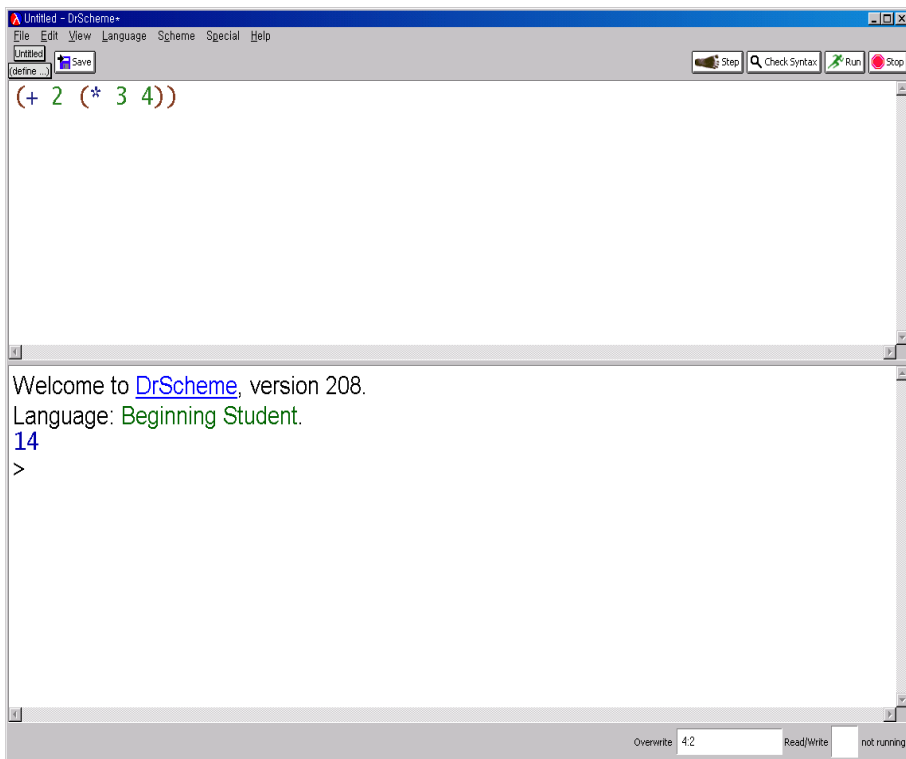 Untitled - DrScheme*
File Edit View Language Scheme Special Help
Untitled
(define ...) Save Step Check Syntax Run Stop
(+ 2 (* 3 4))
Welcome to DrScheme, version 208.
Language: Beginning Student.
14
>
Overwrite 4:2 Read/Write not running